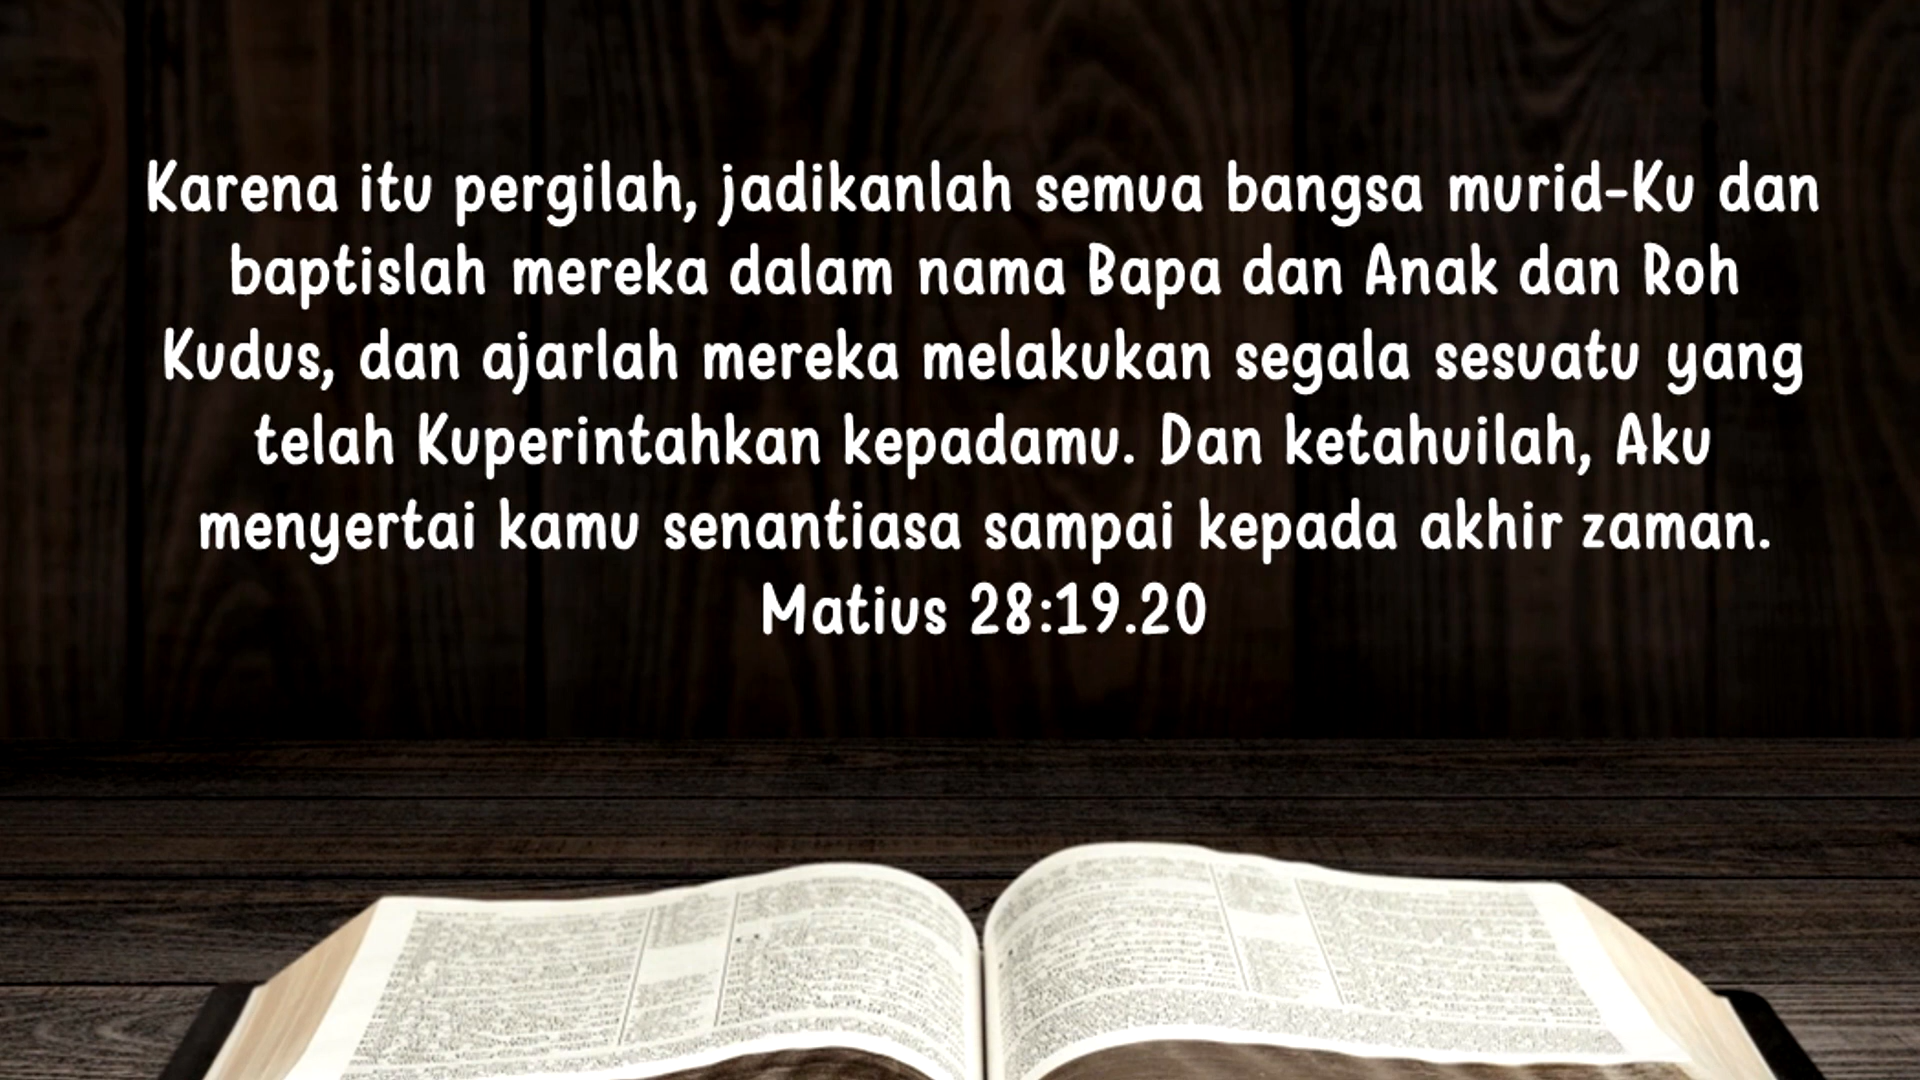 Karena itu pergilah, jadikanlah semua bangsa murid-Ku dan
baptislah mereka dalam nama Bapa dan Anak dan Roh
Kudus, dan ajarlah mereka melakukan segala sesuatu yang
telah Kuperintahkan kepadamu. Dan ketahuilah, Aku
menyertai kamu senantiasa sampai kepada akhir zaman.
Matius 28:19.20